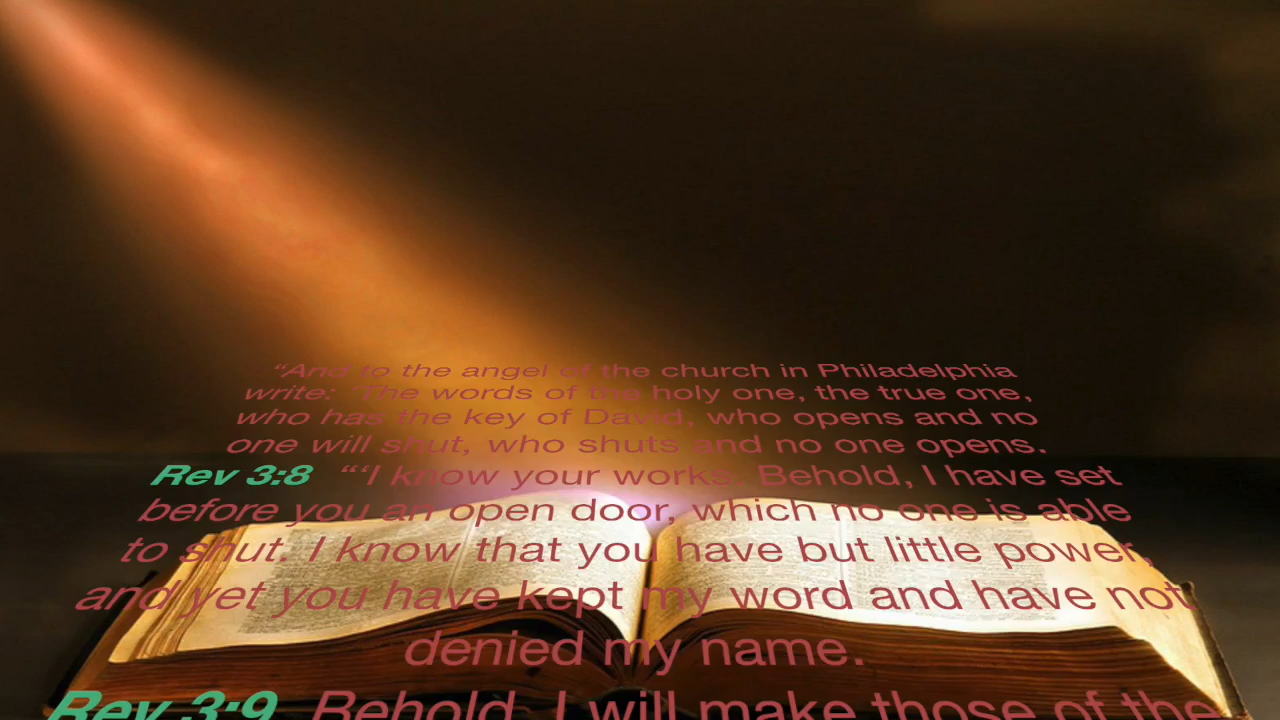 “And to the angel of the church in Philadelphia
write: ‘The words of the holy one, the true one,
who has the key of David, who opens and no
one will shut, who shuts and no one opens.
Rev 3:8 “‘I know your works. Behold, I have set
before you an open door, which no one is able
to shut. I know that you have but little power,
and yet you have kept my word and have not
denied my name.
Rev 3:9 Behold, I will make those of the